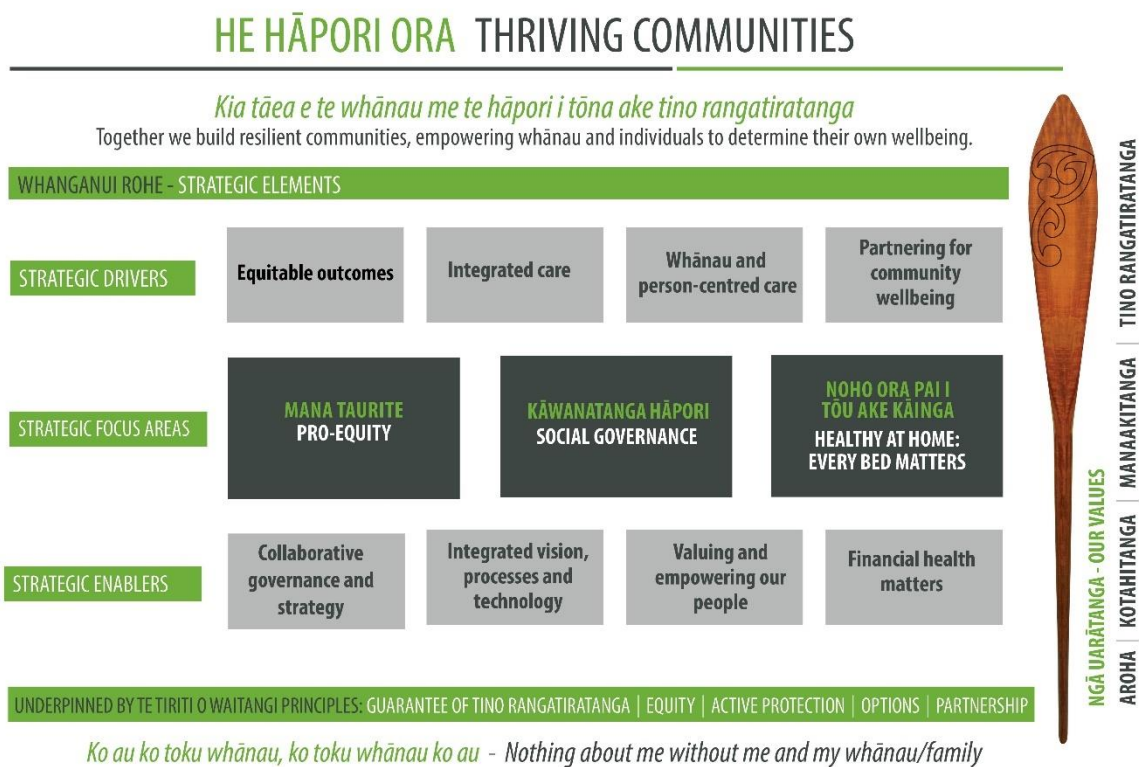 HE HĀPORI ORA THRIVING COMMUNITIES
Kia tāea e te whānau me te hāpori i tōna ake tino rangatiratanga
Together we build resilient communities, empowering whānau and individuals to determine their own wellbeing.
WHANGANUI ROHE - STRATEGIC ELEMENTS
STRATEGIC DRIVERS
Equitable outcomes
Integrated care
Whānau and
person-centred care
Partnering for
community
wellbeing
STRATEGIC FOCUS AREAS
MANA TAURITE
PRO-EQUITY
KĀWANATANGA HĀPORI
SOCIAL GOVERNANCE
NOHO ORA PAI I
TŌU AKE KĀINGA
HEALTHY AT HOME:
EVERY BED MATTERS
STRATEGIC ENABLERS
Collaborative
governance and
strategy
Integrated vision,
processes and
technology
Valuing and
empowering our
people
Financial health
matters
UNDERPINNED BY TE TIRITI O WAITANGI PRINCIPLES: GUARANTEE OF TINO RANGATIRATANGA | EQUITY | ACTIVE PROTECTION | OPTIONS | PARTNERSHIP
Ko au ko toku whānau, ko toku whānau ko au - Nothing about me without me and my whānau/family
NGĀ UARĀTANGA - OUR VALUES
AROHA | KOTAHITANGA | MANAAKITANGA | TINO RANGATIRATANGA